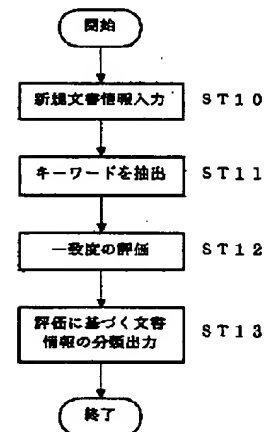 開始
新規文書情報入力 ST10
キーワードを抽出 ST11
一致度の評価 ST12
評価に基づく文書
情報の分類出力 ST13
終了